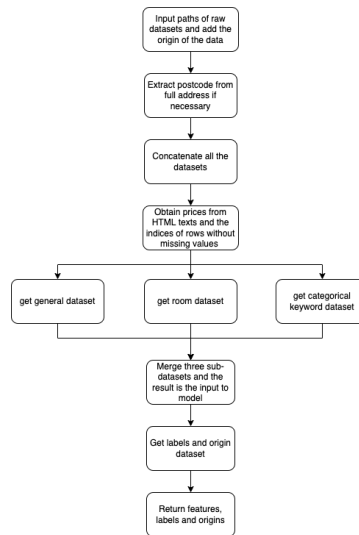 Input paths of raw
datasets and add the
origin of the data
Extract postcode from
full address if
necessary
Concatenate all the
datasets
Obtain prices from
HTML texts and the
indices of rows without
missing values
get general dataset
get room dataset
get categorical
keyword dataset
Merge three sub-
datasets and the
result is the input to
model
Get labels and origin
dataset
Return features,
labels and origins